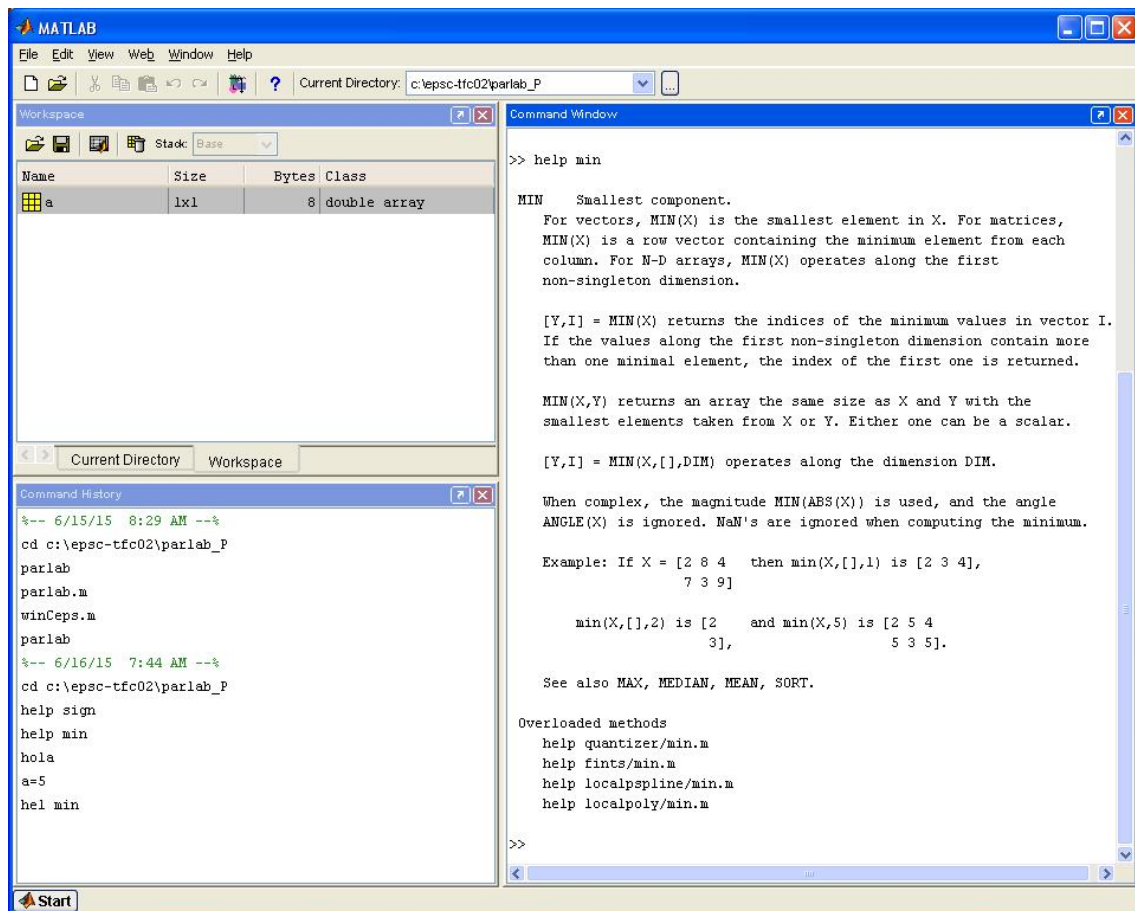 MATLAB
File Edit View Web Window Help
? Current Directory: c:\epsc-tfc02\parlab_P ...
Workspace
Stack: Base
Name Size Bytes Class
a 1x1 8 double array
Current Directory Workspace
Command History
%-- 6/15/15 8:29 AM --%
cd c:\epsc-tfc02\parlab_P
parlab
parlab.m
winCeps.m
parlab
%-- 6/16/15 7:44 AM --%
cd c:\epsc-tfc02\parlab_P
help sign
help min
hola
a=5
hel min
Command Window
>> help min
MIN Smallest component.
For vectors, MIN(X) is the smallest element in X. For matrices,
MIN(X) is a row vector containing the minimum element from each
column. For N-D arrays, MIN(X) operates along the first
non-singleton dimension.
[Y,I] = MIN(X) returns the indices of the minimum values in vector I.
If the values along the first non-singleton dimension contain more
than one minimal element, the index of the first one is returned.
MIN(X,Y) returns an array the same size as X and Y with the
smallest elements taken from X or Y. Either one can be a scalar.
[Y,I] = MIN(X,[],DIM) operates along the dimension DIM.
When complex, the magnitude MIN(ABS(X)) is used, and the angle
ANGLE(X) is ignored. NaN's are ignored when computing the minimum.
Example: If X = [2 8 4 then min(X,[],1) is [2 3 4],
7 3 9]
min(X,[],2) is [2 and min(X,5) is [2 5 4
3], 5 3 5].
See also MAX, MEDIAN, MEAN, SORT.
Overloaded methods
help quantizer/min.m
help fints/min.m
help localpspline/min.m
help localpoly/min.m
>>
Start